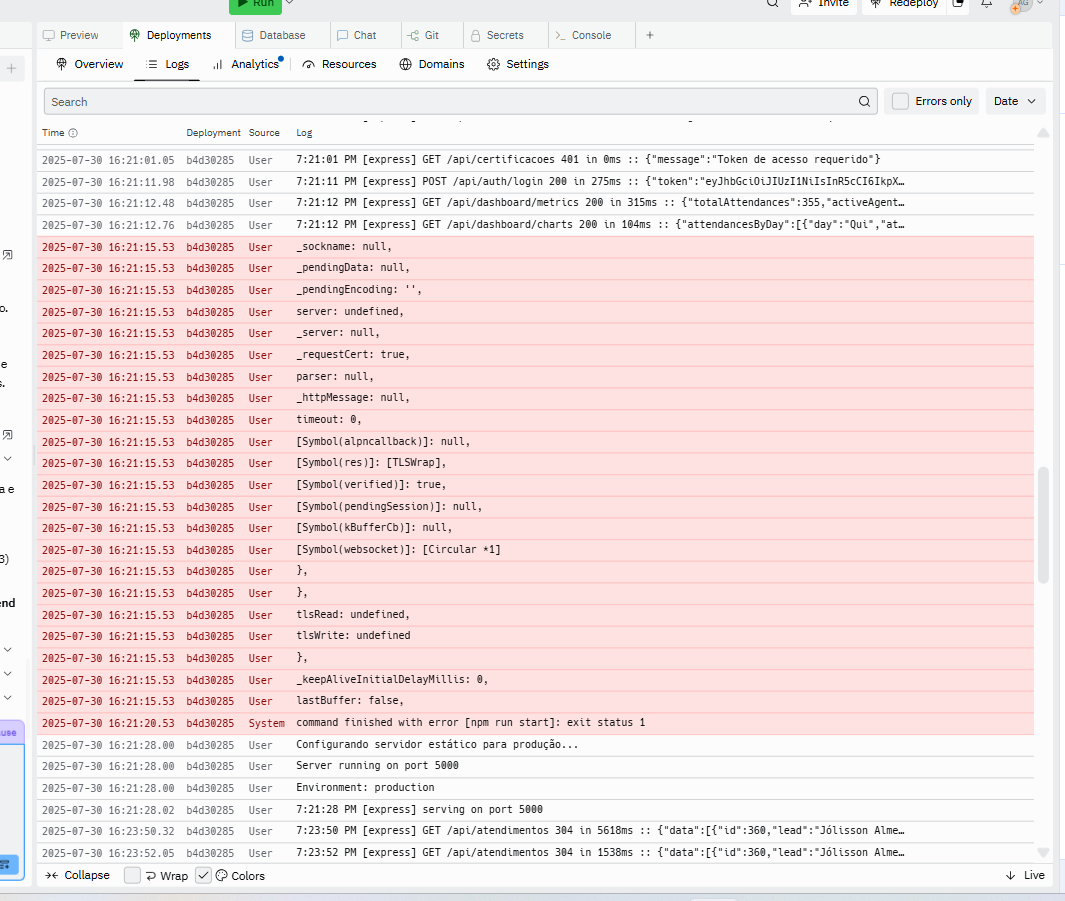 Run
Invite
Redeploy
AG
Preview
Deployments
Database
Chat
Git
Secrets
Console
Overview
Logs
Analytics
Resources
Domains
Settings
Search
Errors only
Date
Time Deployment Source Log
2025-07-30 16:21:01.05 b4d30285 User 7:21:01 PM [express] GET /api/certificacoes 401 in 0ms :: {"message":"Token de acesso requerido"}
2025-07-30 16:21:11.98 b4d30285 User 7:21:11 PM [express] POST /api/auth/login 200 in 275ms :: {"token":"eyJhbGciOiJIUzI1NiIsInR5cCI6IkpX…
2025-07-30 16:21:12.48 b4d30285 User 7:21:12 PM [express] GET /api/dashboard/metrics 200 in 315ms :: {"totalAttendances":355,"activeAgent…
2025-07-30 16:21:12.76 b4d30285 User 7:21:12 PM [express] GET /api/dashboard/charts 200 in 104ms :: {"attendancesByDay":[{"day":"Qui","at…
2025-07-30 16:21:15.53 b4d30285 User _sockname: null,
2025-07-30 16:21:15.53 b4d30285 User _pendingData: null,
2025-07-30 16:21:15.53 b4d30285 User _pendingEncoding: '',
2025-07-30 16:21:15.53 b4d30285 User server: undefined,
2025-07-30 16:21:15.53 b4d30285 User _server: null,
2025-07-30 16:21:15.53 b4d30285 User _requestCert: true,
2025-07-30 16:21:15.53 b4d30285 User parser: null,
2025-07-30 16:21:15.53 b4d30285 User _httpMessage: null,
2025-07-30 16:21:15.53 b4d30285 User timeout: 0,
2025-07-30 16:21:15.53 b4d30285 User [Symbol(alpncallback)]: null,
2025-07-30 16:21:15.53 b4d30285 User [Symbol(res)]: [TLSWrap],
2025-07-30 16:21:15.53 b4d30285 User [Symbol(verified)]: true,
2025-07-30 16:21:15.53 b4d30285 User [Symbol(pendingSession)]: null,
2025-07-30 16:21:15.53 b4d30285 User [Symbol(kBufferCb)]: null,
2025-07-30 16:21:15.53 b4d30285 User [Symbol(websocket)]: [Circular *1]
2025-07-30 16:21:15.53 b4d30285 User },
2025-07-30 16:21:15.53 b4d30285 User },
2025-07-30 16:21:15.53 b4d30285 User tlsRead: undefined,
2025-07-30 16:21:15.53 b4d30285 User tlsWrite: undefined
2025-07-30 16:21:15.53 b4d30285 User },
2025-07-30 16:21:15.53 b4d30285 User _keepAliveInitialDelayMillis: 0,
2025-07-30 16:21:15.53 b4d30285 User lastBuffer: false,
2025-07-30 16:21:20.53 b4d30285 System command finished with error [npm run start]: exit status 1
2025-07-30 16:21:28.00 b4d30285 User Configurando servidor estático para produção...
2025-07-30 16:21:28.00 b4d30285 User Server running on port 5000
2025-07-30 16:21:28.00 b4d30285 User Environment: production
2025-07-30 16:21:28.02 b4d30285 User 7:21:28 PM [express] serving on port 5000
2025-07-30 16:23:50.32 b4d30285 User 7:23:50 PM [express] GET /api/atendimentos 304 in 5618ms :: {"data":[{"id":360,"lead":"Jólisson Alme…
2025-07-30 16:23:52.05 b4d30285 User 7:23:52 PM [express] GET /api/atendimentos 304 in 1538ms :: {"data":[{"id":360,"lead":"Jólisson Alme…
Collapse
Wrap
Colors
Live